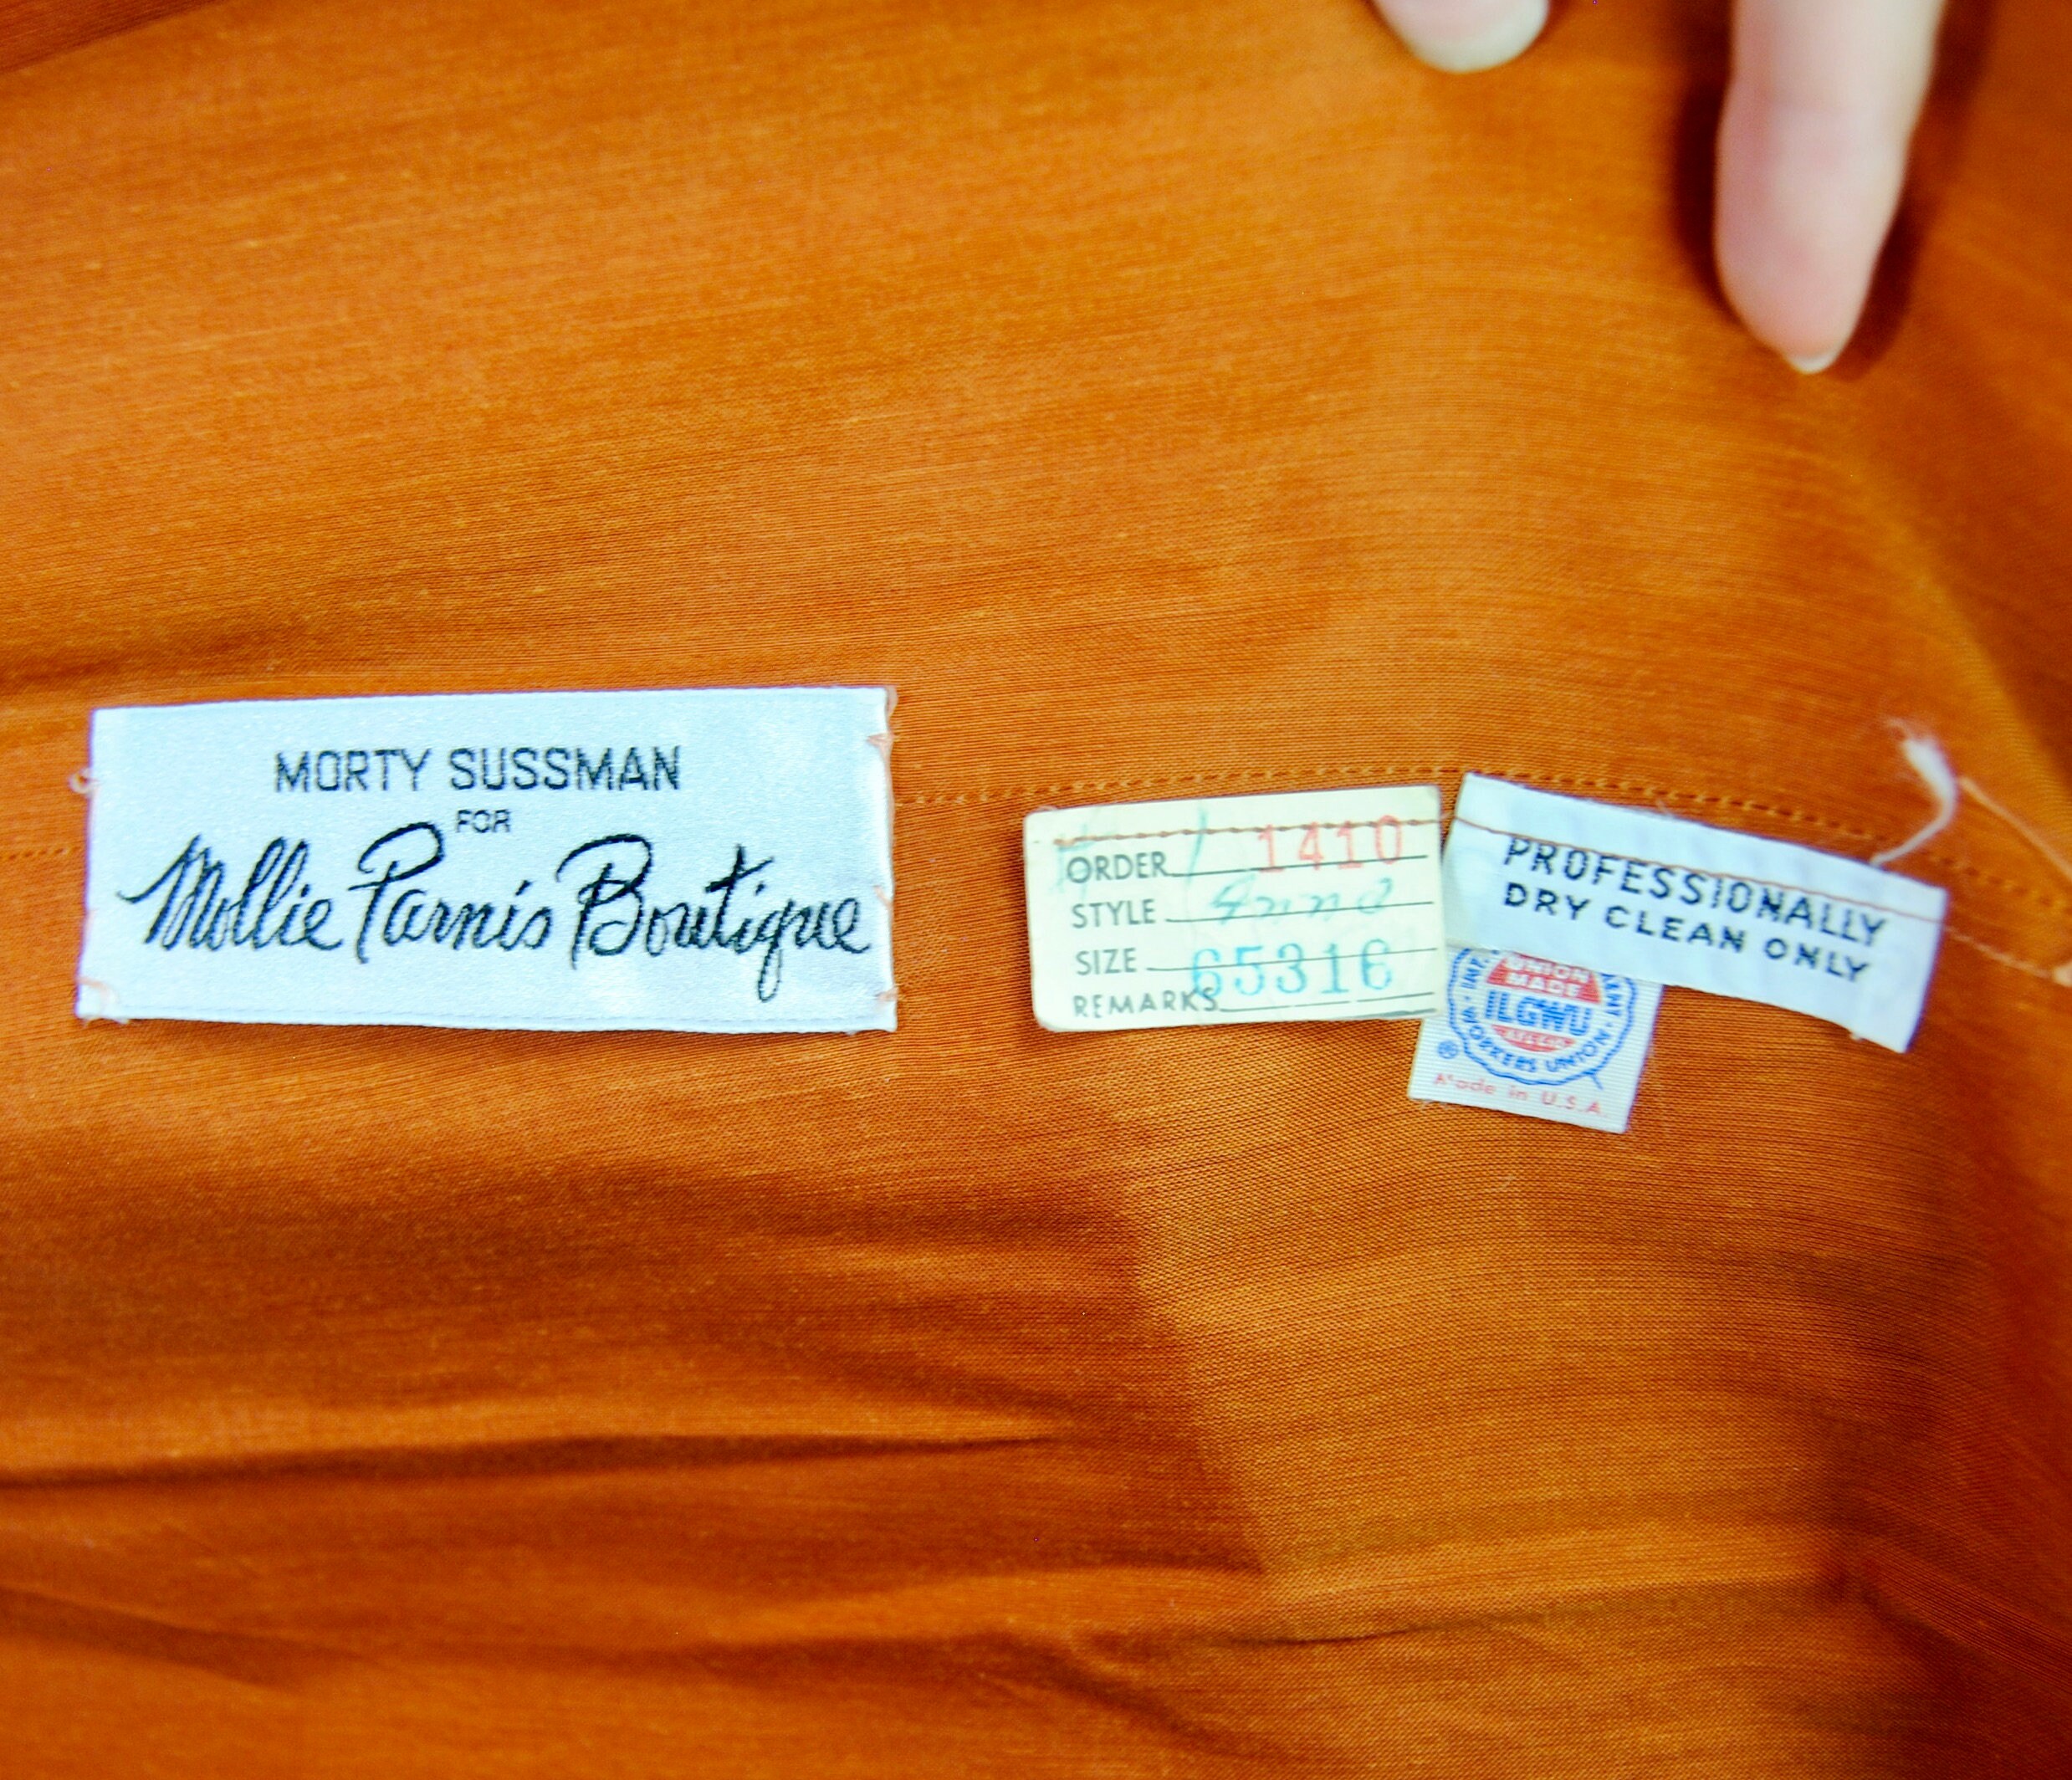 MORTY SUSSMAN
FOR
Mollie Parnis Boutique
ORDER 1410
STYLE
SIZE 65316
REMARKS
PROFESSIONALLY
DRY CLEAN ONLY
INT.
UNION
MADE
ILGWU
WORKERS UNION
®
Made in U.S.A.